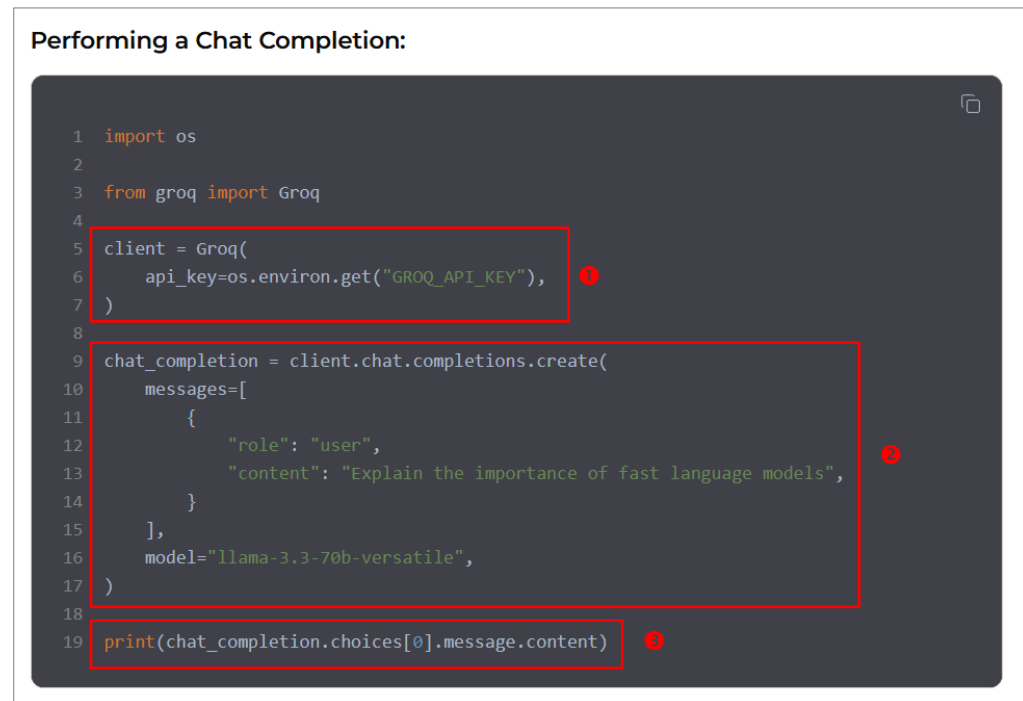 Performing a Chat Completion:
1 import os
2
3 from groq import Groq
4
5 client = Groq(
6     api_key=os.environ.get("GROQ_API_KEY"),
7 )
❶
8
9 chat_completion = client.chat.completions.create(
10     messages=[
11         {
12             "role": "user",
13             "content": "Explain the importance of fast language models",
14         }
15     ],
16     model="llama-3.3-70b-versatile",
17 )
❷
18
19 print(chat_completion.choices[0].message.content)
❸